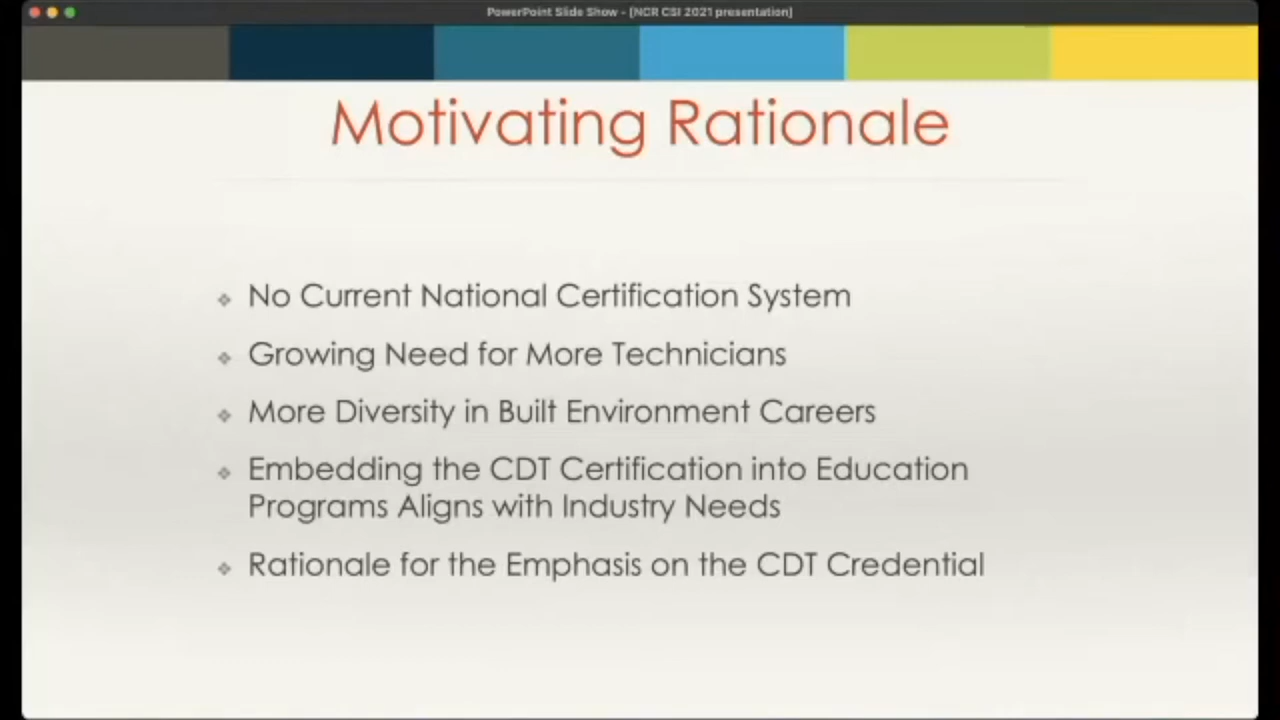 PowerPoint Slide Show - [NCR CSI 2021 presentation]
Motivating Rationale
No Current National Certification System
Growing Need for More Technicians
More Diversity in Built Environment Careers
Embedding the CDT Certification into Education
Programs Aligns with Industry Needs
Rationale for the Emphasis on the CDT Credential